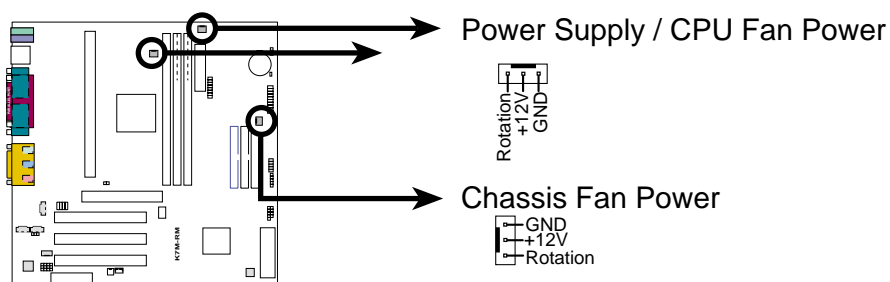 Power Supply / CPU Fan Power
Rotation
+12V
GND
Chassis Fan Power
GND
+12V
Rotation
K7M-RM